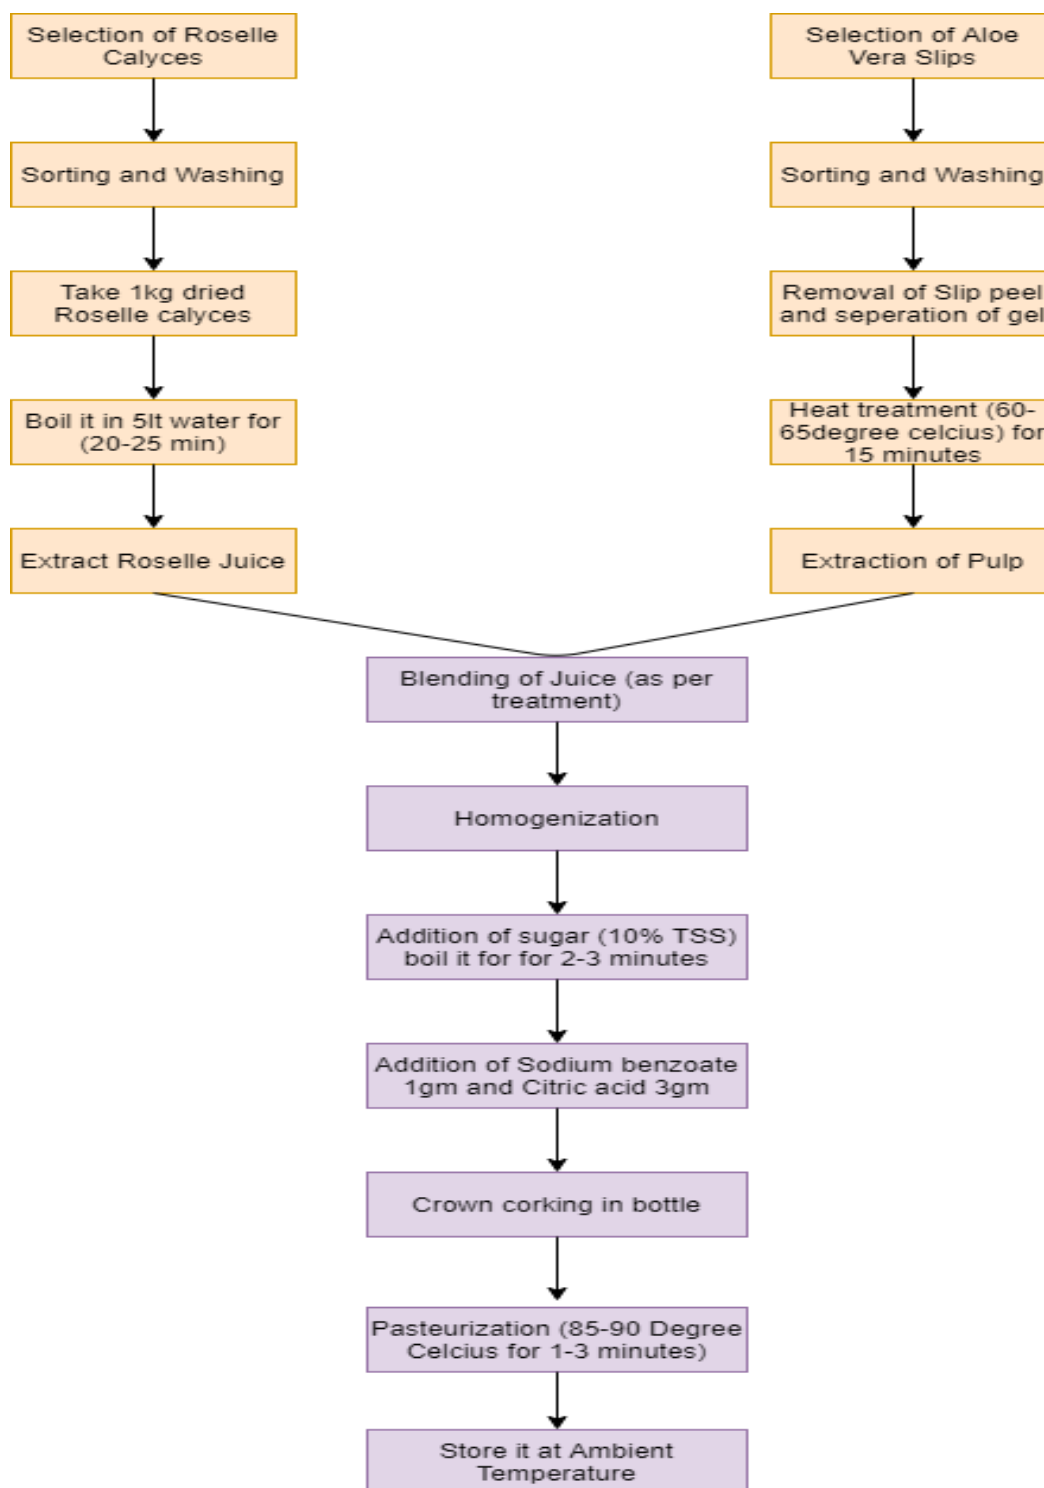 Selection of Roselle
Calyces
Sorting and Washing
Take 1kg dried
Roselle calyces
Boil it in 5lt water for
(20-25 min)
Extract Roselle Juice
Selection of Aloe
Vera Slips
Sorting and Washing
Removal of Slip peel
and seperation of gel
Heat treatment (60-
65degree celcius) for
15 minutes
Extraction of Pulp
Blending of Juice (as per
treatment)
Homogenization
Addition of sugar (10% TSS)
boil it for for 2-3 minutes
Addition of Sodium benzoate
1gm and Citric acid 3gm
Crown corking in bottle
Pasteurization (85-90 Degree
Celcius for 1-3 minutes)
Store it at Ambient
Temperature